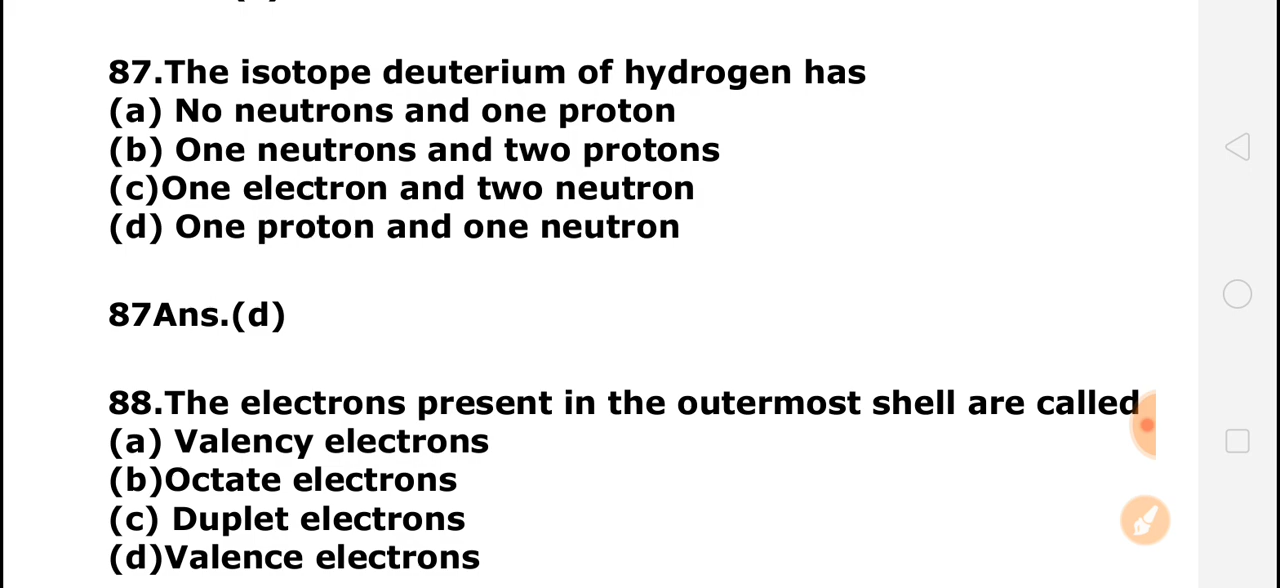 87.The isotope deuterium of hydrogen has
(a) No neutrons and one proton
(b) One neutrons and two protons
(c)One electron and two neutron
(d) One proton and one neutron
87Ans.(d)
88.The electrons present in the outermost shell are called
(a) Valency electrons
(b)Octate electrons
(c) Duplet electrons
(d)Valence electrons